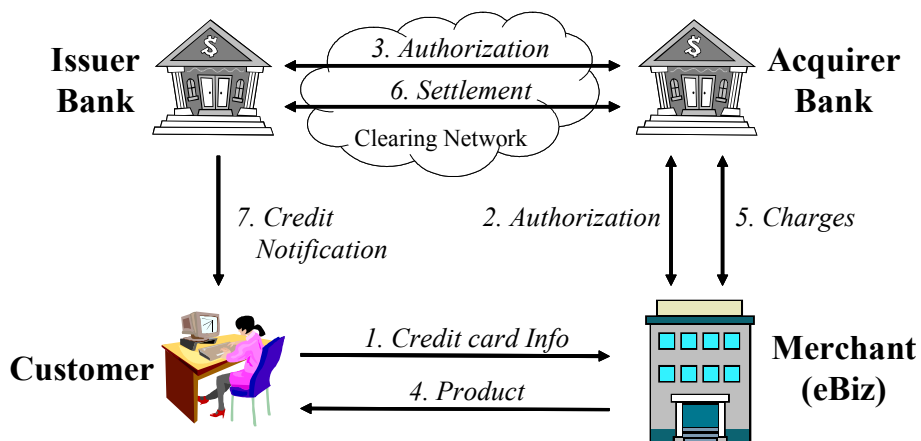 Issuer
Bank
$
3. Authorization
6. Settlement
Clearing Network
$
Acquirer
Bank
7. Credit
Notification
2. Authorization
5. Charges
Customer
1. Credit card Info
4. Product
Merchant
(eBiz)